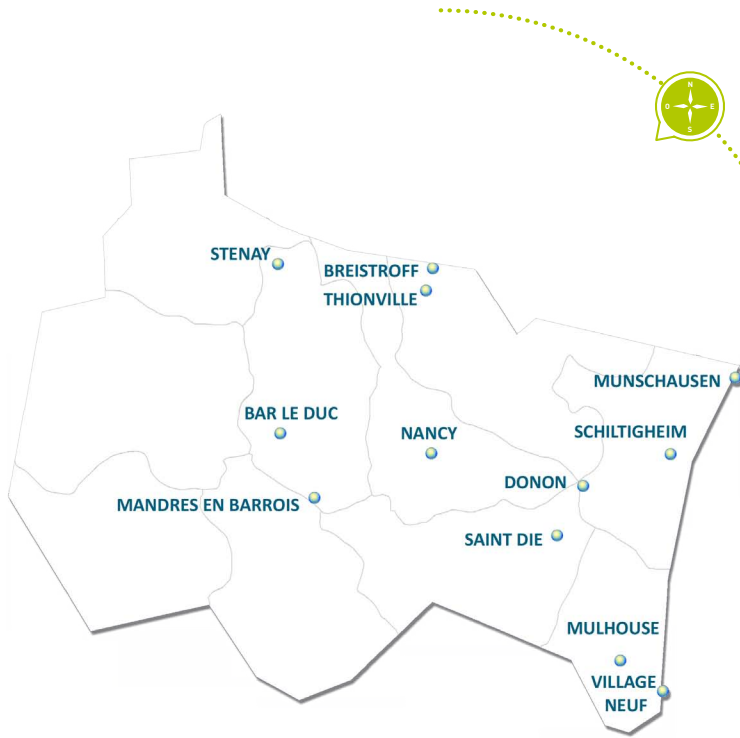 N
O E
S
STENAY
BREISTROFF
THIONVILLE
MUNSCHAUSEN
BAR LE DUC
NANCY
SCHILTIGHEIM
DONON
MANDRES EN BARROIS
SAINT DIE
MULHOUSE
VILLAGE
NEUF